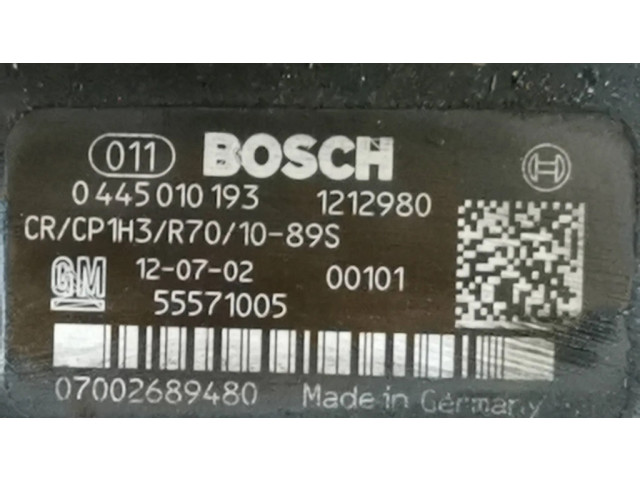 011 BOSCH
0 445 010 193 1212980
CR/CP1H3/R70/10-89S
GM 12-07-02 00101
55571005
07002689480 Made in Germany